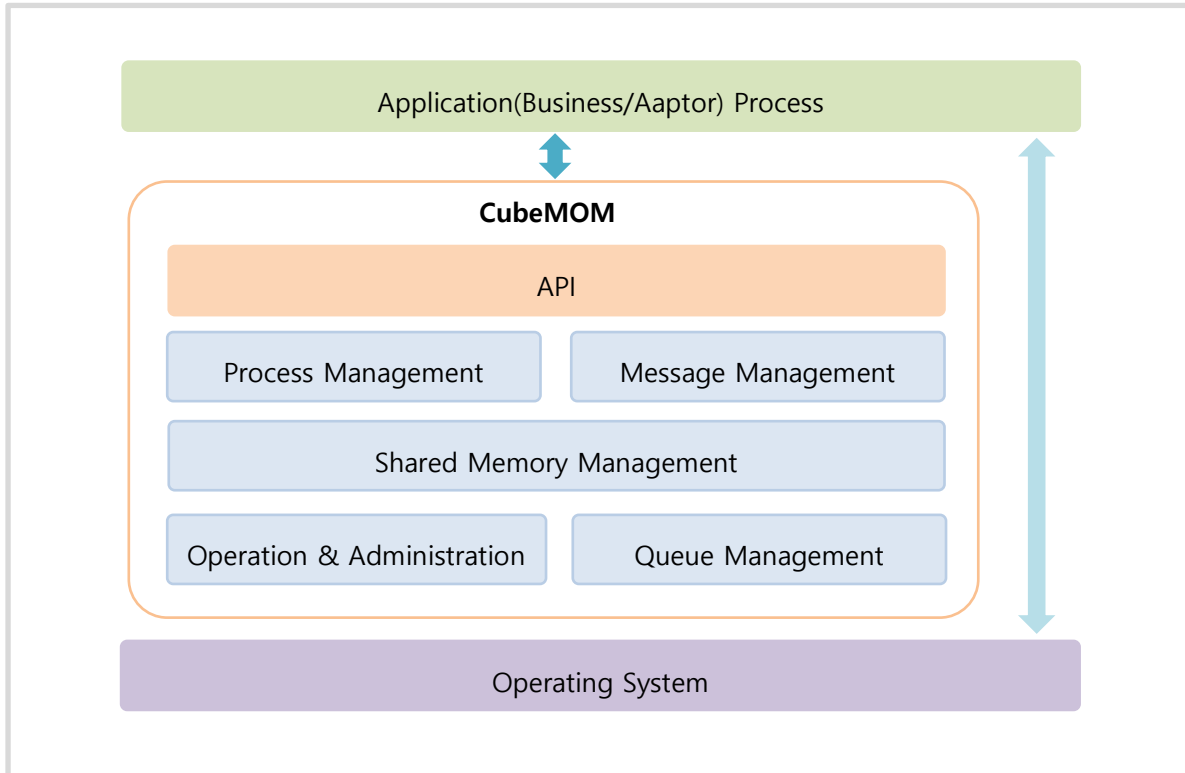 Application(Business/Aaptor) Process
CubeMOM
API
Process Management
Message Management
Shared Memory Management
Operation & Administration
Queue Management
Operating System